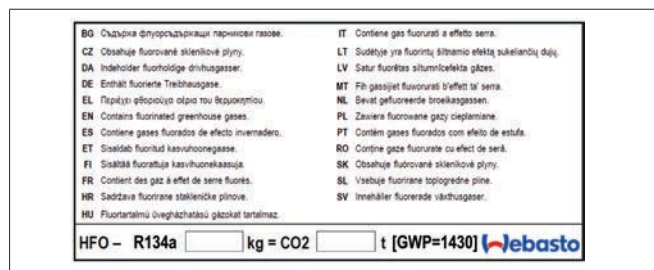 BG Съдържа флуорсъдържащи парникови газове.
CZ Obsahuje fluorované skleníkové plyny.
DA Indeholder fluorholdige drivhusgasser.
DE Enthält fluorierte Treibhausgase.
EL Περιέχει φθοριούχο αέριο του θερμοκηπίου.
EN Contains fluorinated greenhouse gases.
ES Contiene gases fluorados de efecto invernadero.
ET Sisaldab fluoritud kasvuhoonegaase.
FI Sisältää fluorattuja kasvihuonekaasuja.
FR Contient des gaz à effet de serre fluorés.
HR Sadržava fluorirane stakleničke plinove.
HU Fluortartalmú üvegházhatású gázokat tartalmaz.
IT Contiene gas fluorurati a effetto serra.
LT Sudėtyje yra fluorintų šiltnamio efektą sukeliančių dujų.
LV Satur fluorētas siltumnīcefekta gāzes.
MT Fih gassijiet fluworurati b'effett ta' serra.
NL Bevat gefluoreerde broeikasgassen.
PL Zawiera fluorowane gazy cieplarniane.
PT Contém gases fluorados com efeito de estufa.
RO Conține gaze fluorurate cu efect de seră.
SK Obsahuje fluórované skleníkové plyny.
SL Vsebuje fluorirane toplogredne pline.
SV Innehåller fluorerade växthusgaser.
HFO – R134a kg = CO2 t [GWP=1430] Webasto